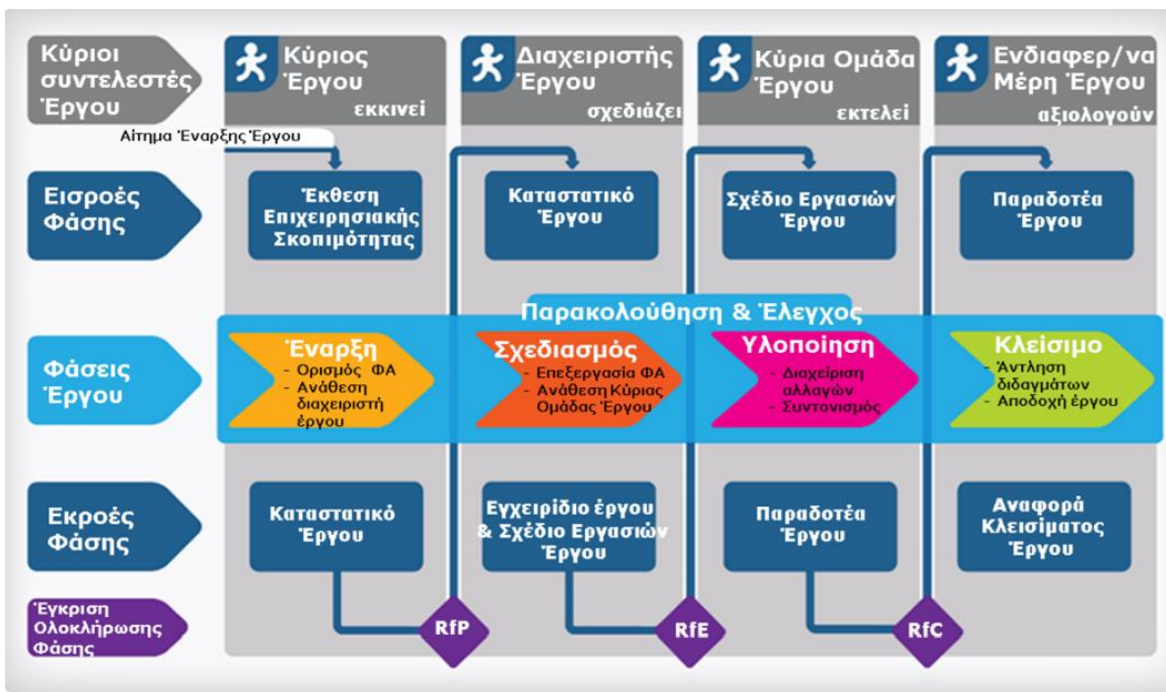 Κύριοι
συντελεστές
Έργου
Κύριος
Έργου
εκκινεί
Διαχειριστής
Έργου
σχεδιάζει
Κύρια Ομάδα
Έργου
εκτελεί
Ενδιαφερ/να
Μέρη Έργου
αξιολογούν
Αίτημα Έναρξης Έργου
Εισροές
Φάσης
Έκθεση
Επιχειρησιακής
Σκοπιμότητας
Καταστατικό
Έργου
Σχέδιο Εργασιών
Έργου
Παραδοτέα
Έργου
Παρακολούθηση & Έλεγχος
Φάσεις
Έργου
Έναρξη
- Ορισμός ΦΑ
- Ανάθεση
διαχειριστή
έργου
Σχεδιασμός
- Επεξεργασία ΦΑ
- Ανάθεση Κύριας
Ομάδας Έργου
Υλοποίηση
- Διαχείριση
αλλαγών
- Συντονισμός
Κλείσιμο
- Άντληση
διδαγμάτων
- Αποδοχή έργου
Εκροές
Φάσης
Καταστατικό
Έργου
Εγχειρίδιο έργου
& Σχέδιο Εργασιών
Έργου
Παραδοτέα
Έργου
Αναφορά
Κλεισίματος
Έργου
Έγκριση
Ολοκλήρωσης
Φάσης
RfP
RfE
RfC